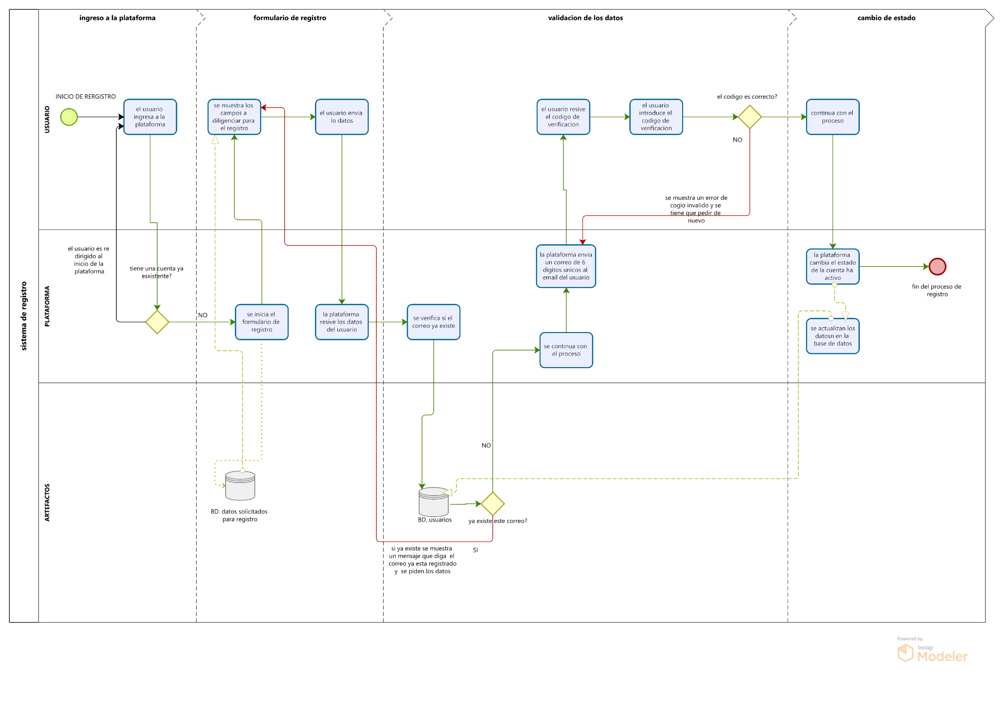 ingreso a la plataforma
formulario de registro
validacion de los datos
cambio de estado
sistema de registro
USUARIO
INICIO DE RERGISTRO
el usuario
ingresa a la
plataforma
se muestra los
campos a
diligenciar para
el registro
el usuario envia
lo datos
el usuario resive
el codigo de
verificacion
el usuario
introduce el
codigo de
verificacion
el codigo es correcto?
NO
continua con el
proceso
se muestra un error de
cogio invalido y se
tiene que pedir de
nuevo
PLATAFORMA
el usuario es re
dirigido al
inicio de la
plataforma
tiene una cuenta ya
esxistente?
NO
se inicia el
formulario de
registro
la plataforma
resive los datos
del usuario
se verifica si el
correo ya existe
la plataforma envia
un correo de 6
digitos unicos al
email del usuario
se continua con
el proceso
la plataforma
cambia el estado
de la cuenta ha
activo
fin del proceso de
registro
se actualizan los
datosn en la
base de datos
ARTEFACTOS
BD. datos solicitados
para registro
BD. usuarios
NO
ya existe este correo?
SI
si ya existe se muestra
un mensaje que diga  el
correo ya esta registrado
y  se piden los datos
Powered by
bizagi
Modeler